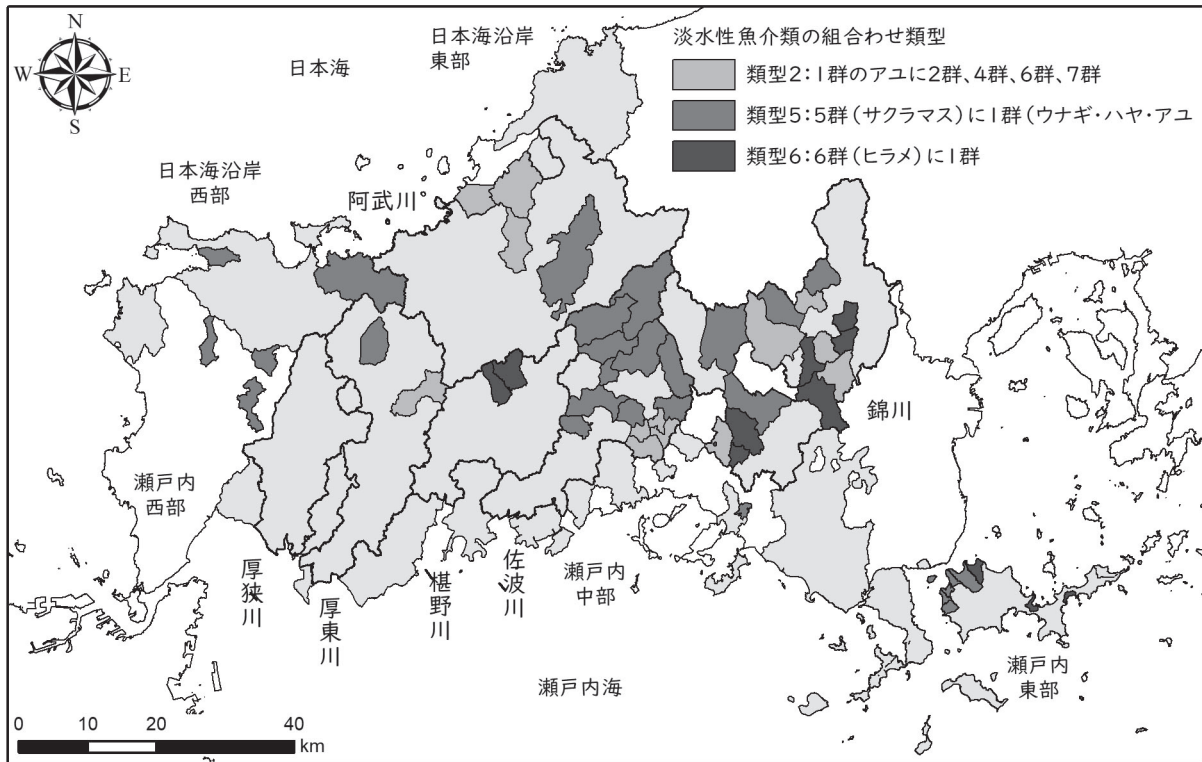 N
W
E
S
日本海
日本海沿岸
東部
淡水性魚介類の組合わせ類型
類型2：1群のアユに2群、4群、6群、7群
類型5：5群（サクラマス）に1群（ウナギ・ハヤ・アユ
類型6：6群（ヒラメ）に1群
日本海沿岸
西部
阿武川
錦川
瀬戸内
西部
厚狭川
厚東川
椹野川
佐波川
瀬戸内
中部
瀬戸内海
瀬戸内
東部
0
10
20
40
km